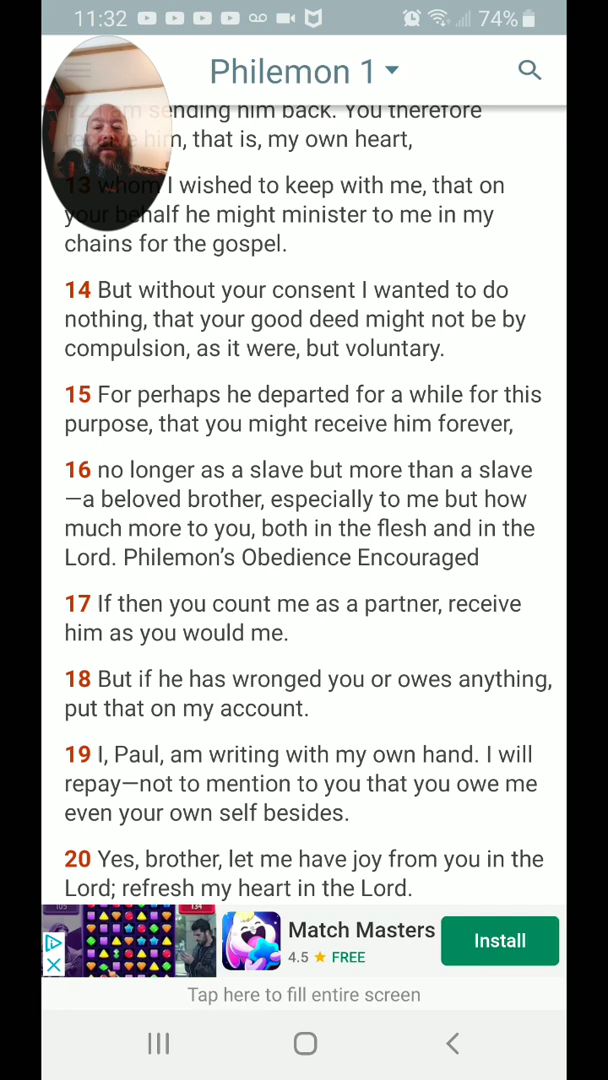 11:32
74%
Philemon 1
12 I am sending him back. You therefore
receive him, that is, my own heart,
13 whom I wished to keep with me, that on
your behalf he might minister to me in my
chains for the gospel.
14 But without your consent I wanted to do
nothing, that your good deed might not be by
compulsion, as it were, but voluntary.
15 For perhaps he departed for a while for this
purpose, that you might receive him forever,
16 no longer as a slave but more than a slave
—a beloved brother, especially to me but how
much more to you, both in the flesh and in the
Lord. Philemon’s Obedience Encouraged
17 If then you count me as a partner, receive
him as you would me.
18 But if he has wronged you or owes anything,
put that on my account.
19 I, Paul, am writing with my own hand. I will
repay—not to mention to you that you owe me
even your own self besides.
20 Yes, brother, let me have joy from you in the
Lord; refresh my heart in the Lord.
105
134
Match Masters
4.5 ★ FREE
Install
Tap here to fill entire screen